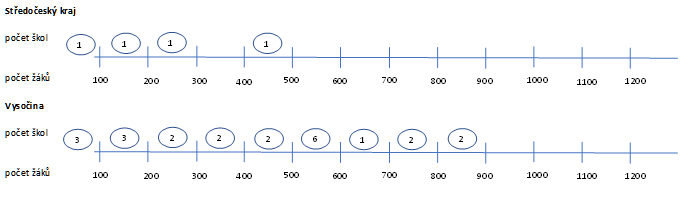 Středočeský kraj
počet škol 1 1 1 1
počet žáků 100 200 300 400 500 600 700 800 900 1000 1100 1200
Vysočina
počet škol 3 3 2 2 2 6 1 2 2
počet žáků 100 200 300 400 500 600 700 800 900 1000 1100 1200